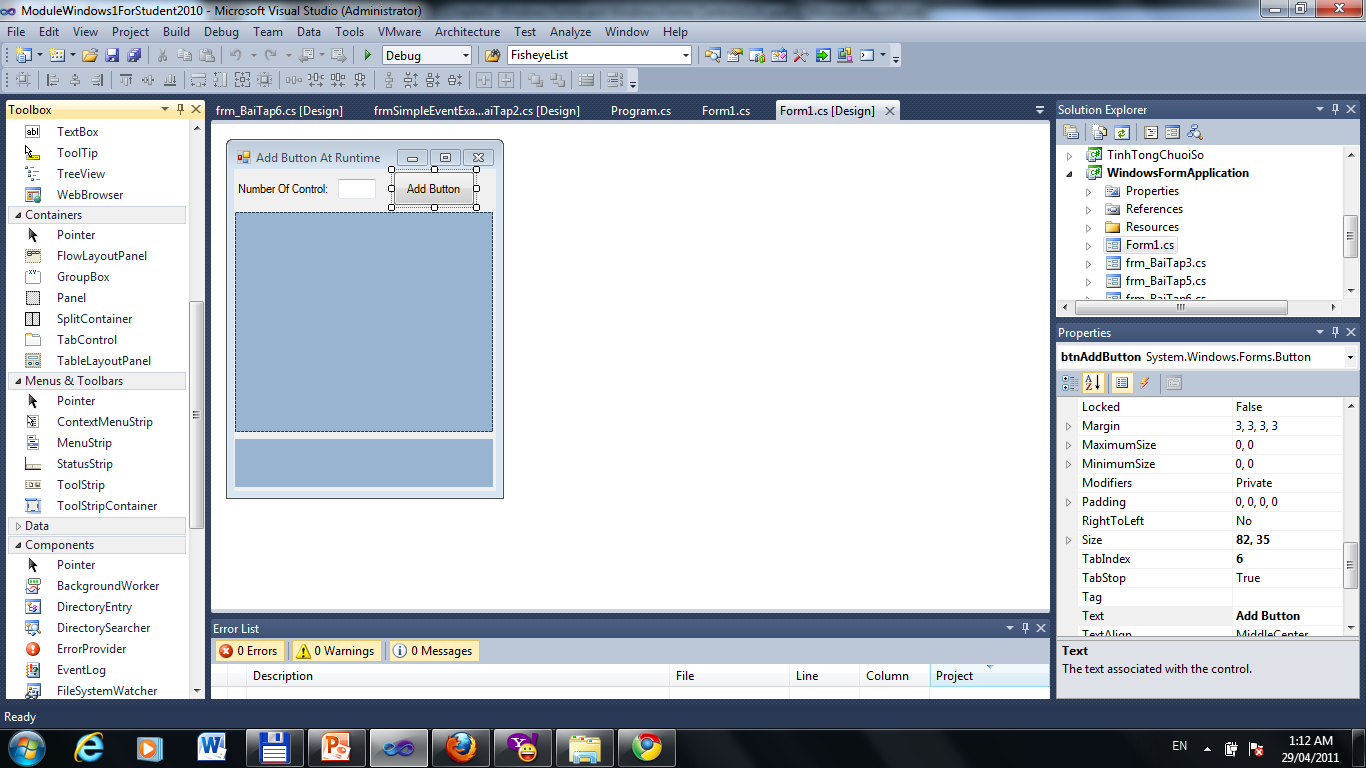 ModuleWindows1ForStudent2010 - Microsoft Visual Studio (Administrator)
File Edit View Project Build Debug Team Data Tools VMware Architecture Test Analyze Window Help
Debug FisheyeList
Toolbox
TextBox
ToolTip
TreeView
WebBrowser
Containers
Pointer
FlowLayoutPanel
GroupBox
Panel
SplitContainer
TabControl
TableLayoutPanel
Menus & Toolbars
Pointer
ContextMenuStrip
MenuStrip
StatusStrip
ToolStrip
ToolStripContainer
Data
Components
Pointer
BackgroundWorker
DirectoryEntry
DirectorySearcher
ErrorProvider
EventLog
FileSystemWatcher
frm_BaiTap6.cs [Design] frmSimpleEventExa...aiTap2.cs [Design] Program.cs Form1.cs Form1.cs [Design]
Add Button At Runtime
Number Of Control: Add Button
Error List
0 Errors 0 Warnings 0 Messages
Description File Line Column Project
Solution Explorer
TinhTongChuoiSo
WindowsFormApplication
Properties
References
Resources
Form1.cs
frm_BaiTap3.cs
frm_BaiTap5.cs
frm_BaiTap6.cs
Properties
btnAddButton System.Windows.Forms.Button
Locked False
Margin 3, 3, 3, 3
MaximumSize 0, 0
MinimumSize 0, 0
Modifiers Private
Padding 0, 0, 0, 0
RightToLeft No
Size 82, 35
TabIndex 6
TabStop True
Tag
Text Add Button
TextAlign MiddleCenter
Text
The text associated with the control.
Ready
EN 1:12 AM
29/04/2011